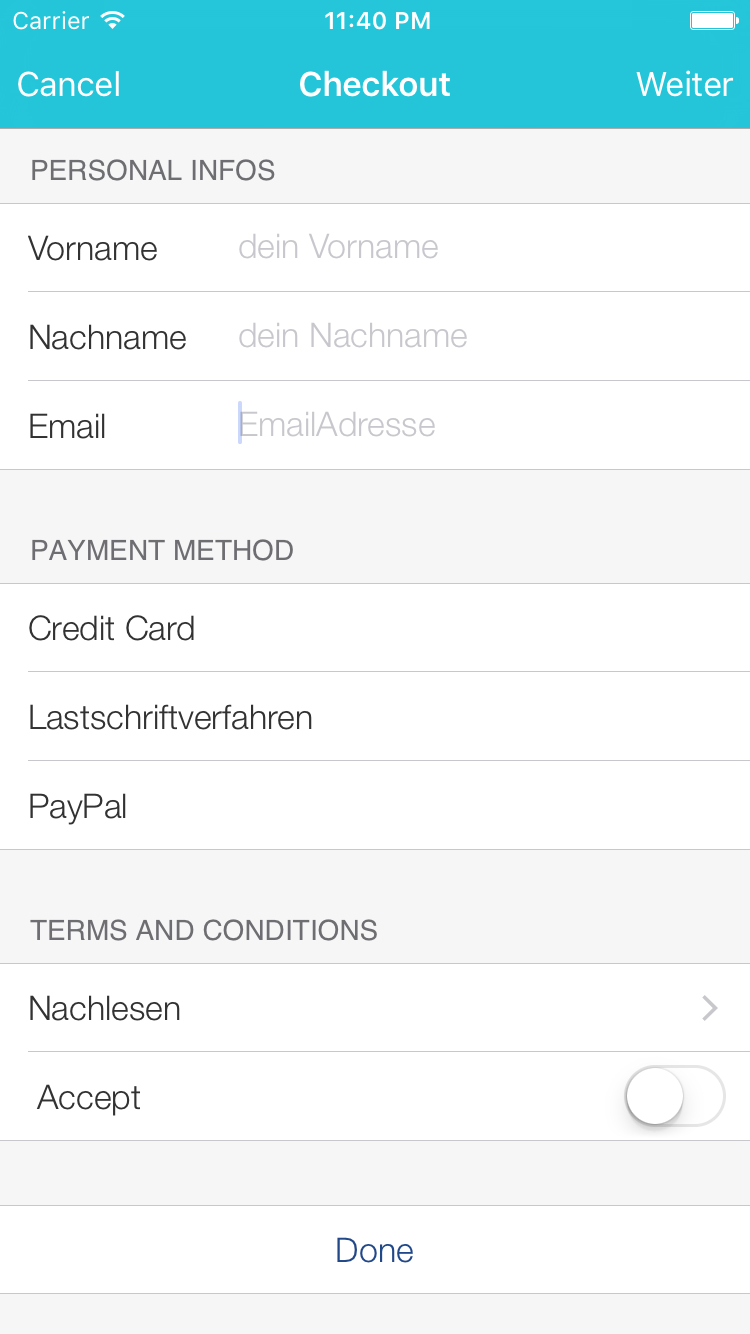 Carrier 11:40 PM
Cancel Checkout Weiter
PERSONAL INFOS
Vorname dein Vorname
Nachname dein Nachname
Email EmailAdresse
PAYMENT METHOD
Credit Card
Lastschriftverfahren
PayPal
TERMS AND CONDITIONS
Nachlesen
Accept
Done